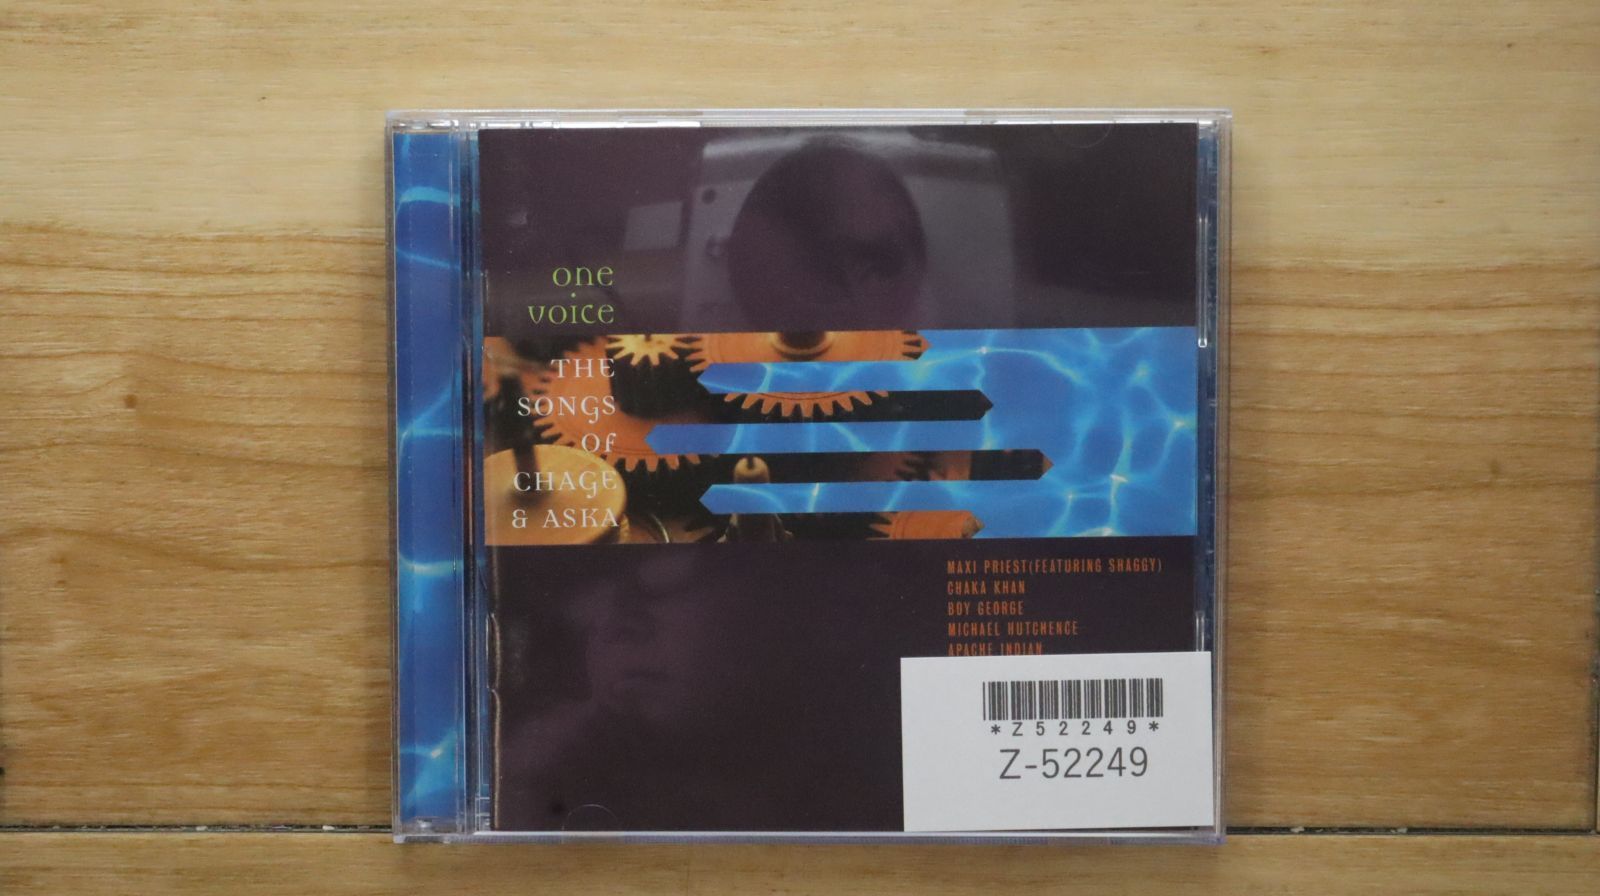 one
voice
THE
SONGS
OF
CHAGE
& ASKA
MAXI PRIEST(FEATURING SHAGGY)
CHAKA KHAN
BOY GEORGE
MICHAEL HUTCHENCE
APACHE INDIAN
*Z52249*
Z-52249